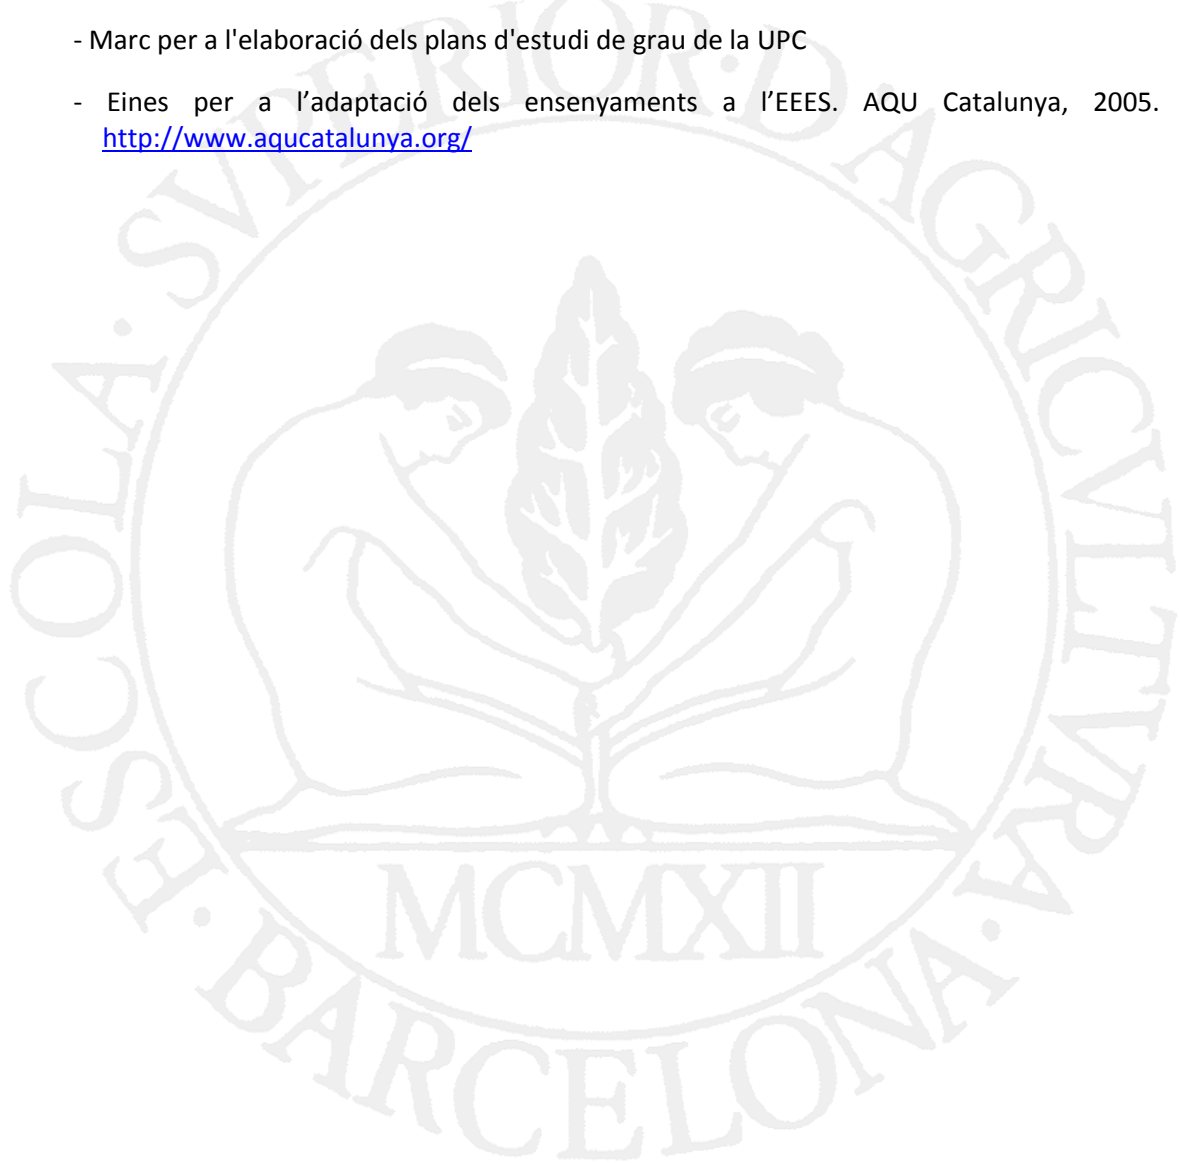 - Marc per a l'elaboració dels plans d'estudi de grau de la UPC
- Eines per a l’adaptació dels ensenyaments a l’EEES. AQU Catalunya, 2005.
http://www.aqucatalunya.org/
ESCOLA · SVPERIOR · D AGRICVLTVRA ·
MCMXII
· BARCELONA ·